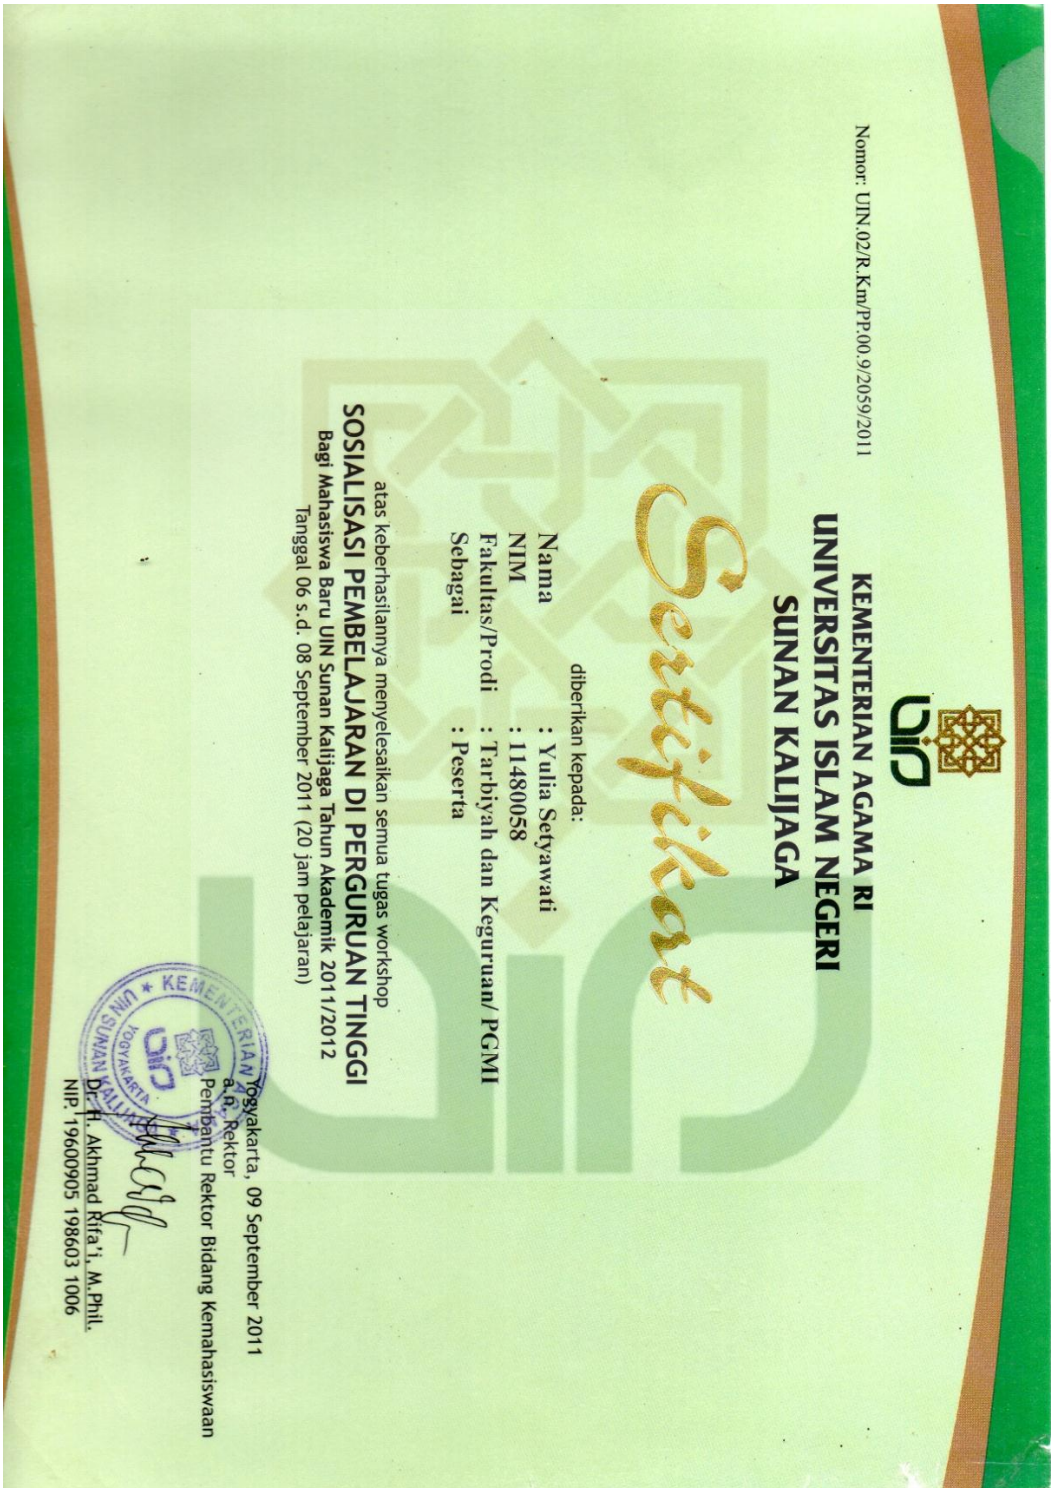 Nomor: UIN.02/R.Km/PP.00.9/2059/2011
uin
KEMENTERIAN AGAMA RI
UNIVERSITAS ISLAM NEGERI
SUNAN KALIJAGA
Sertifikat
diberikan kepada:
Nama : Yulia Setyawati
NIM : 11480058
Fakultas/Prodi : Tarbiyah dan Keguruan/ PGMI
Sebagai : Peserta
atas keberhasilannya menyelesaikan semua tugas workshop
SOSIALISASI PEMBELAJARAN DI PERGURUAN TINGGI
Bagi Mahasiswa Baru UIN Sunan Kalijaga Tahun Akademik 2011/2012
Tanggal 06 s.d. 08 September 2011 (20 jam pelajaran)
Yogyakarta, 09 September 2011
a.n. Rektor
Pembantu Rektor Bidang Kemahasiswaan
KEMENTERIAN
UIN SUNAN KALIJAGA
YOGYAKARTA
uin
Dr. H. Akhmad Rifa'i, M.Phil.
NIP. 19600905 198603 1006